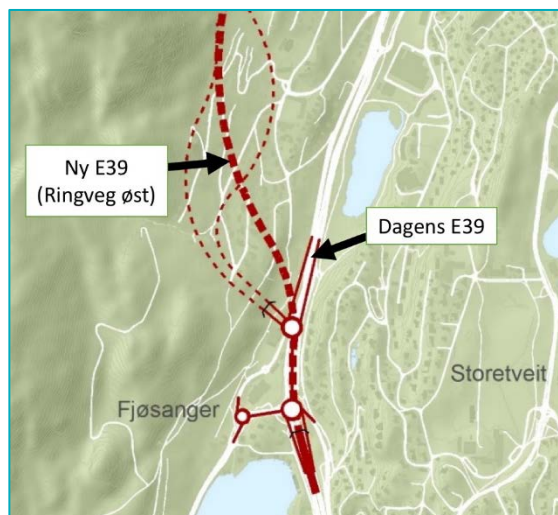 Ny E39
(Ringveg øst)
Dagens E39
Storetveit
Fjøsanger